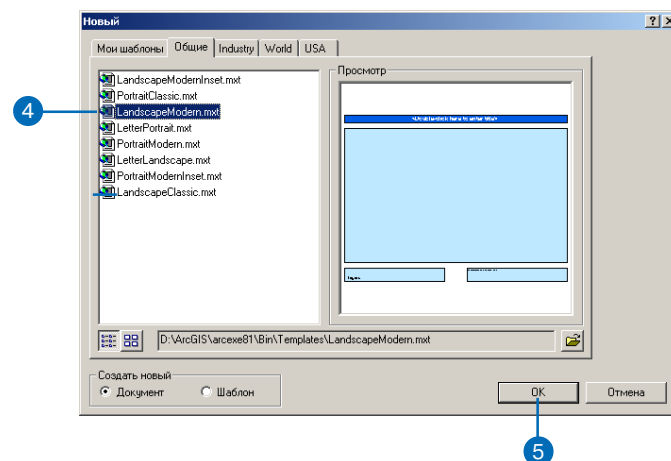 Новый
Мои шаблоны Общие Industry World USA
LandscapeModernInset.mxt
PortraitClassic.mxt
LandscapeModern.mxt
LetterPortrait.mxt
PortraitModern.mxt
LetterLandscape.mxt
PortraitModernInset.mxt
LandscapeClassic.mxt
4
Просмотр
D:\ArcGIS\arcexe81\Bin\Templates\LandscapeModern.mxt
Создать новый
Документ Шаблон
OK Отмена
5